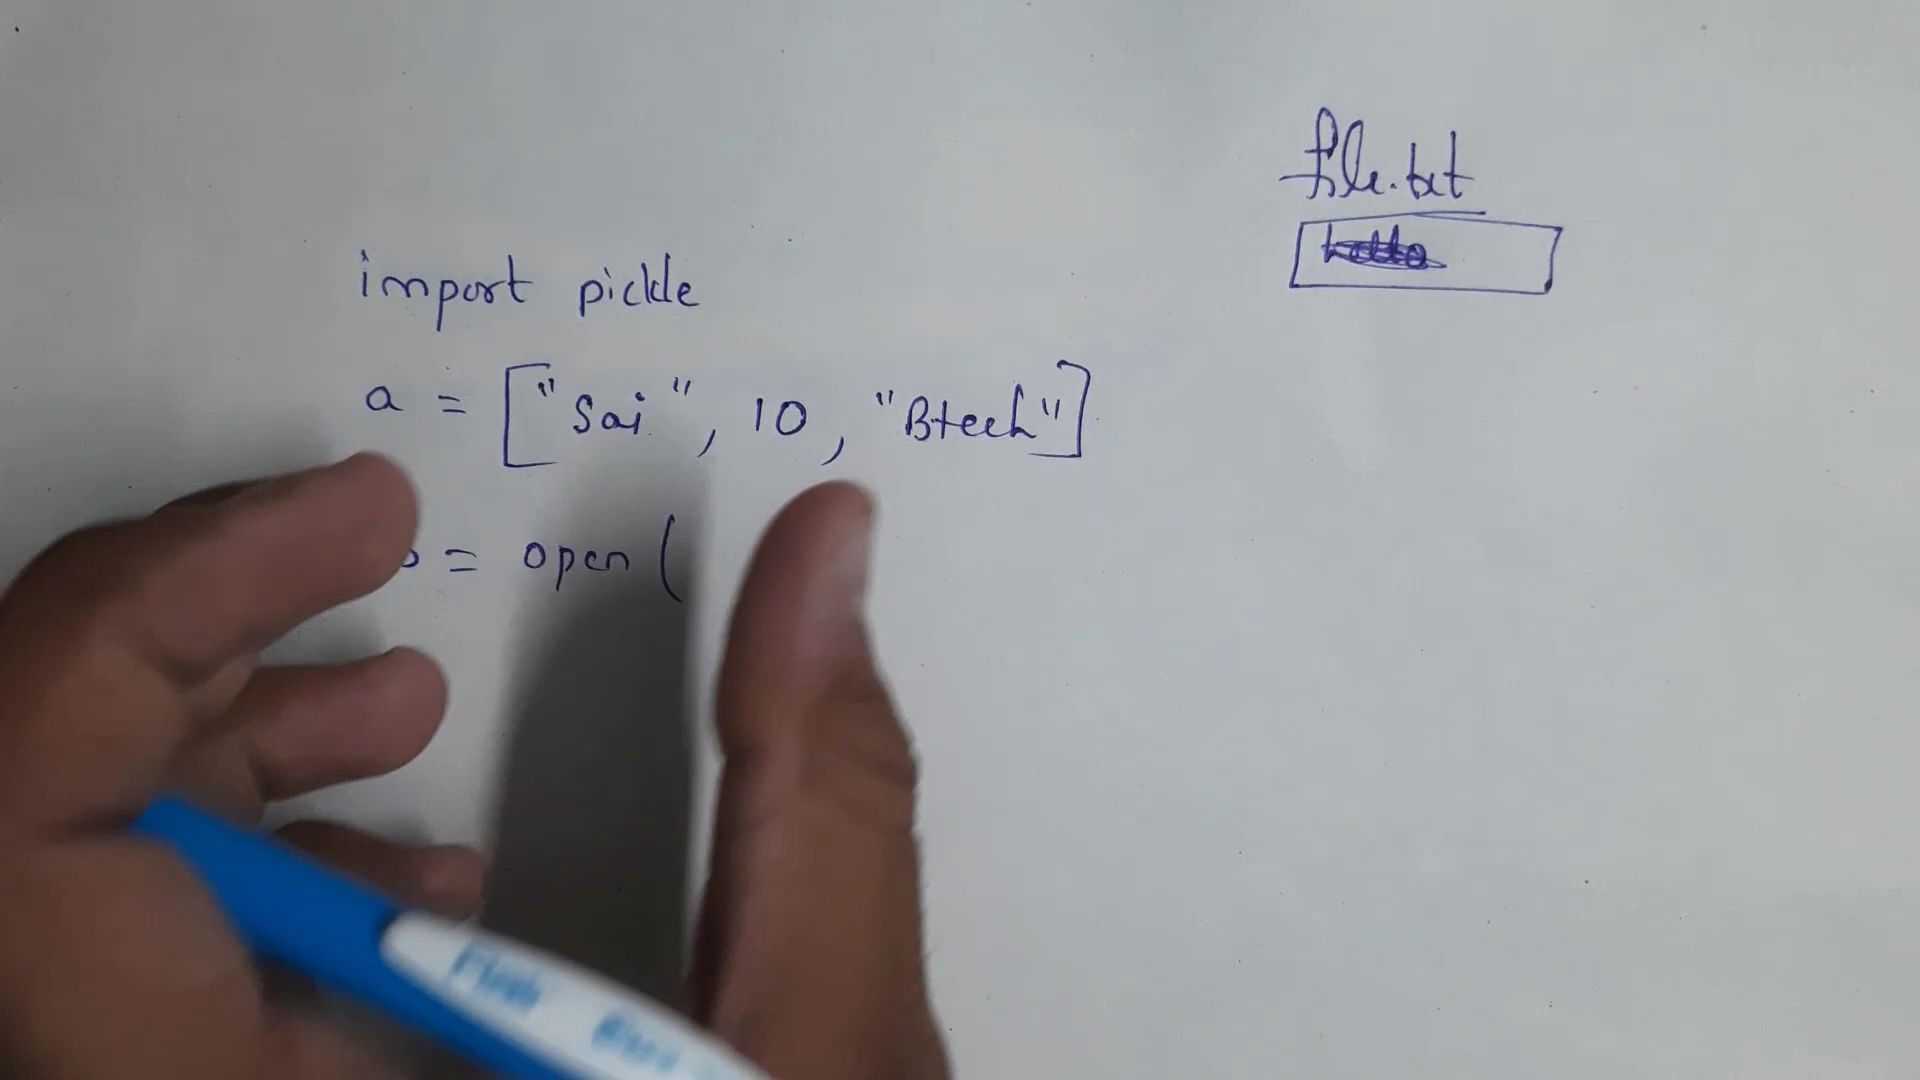 file.txt
import pickle
a = ["Sai", 10, "Btech"]
= open (